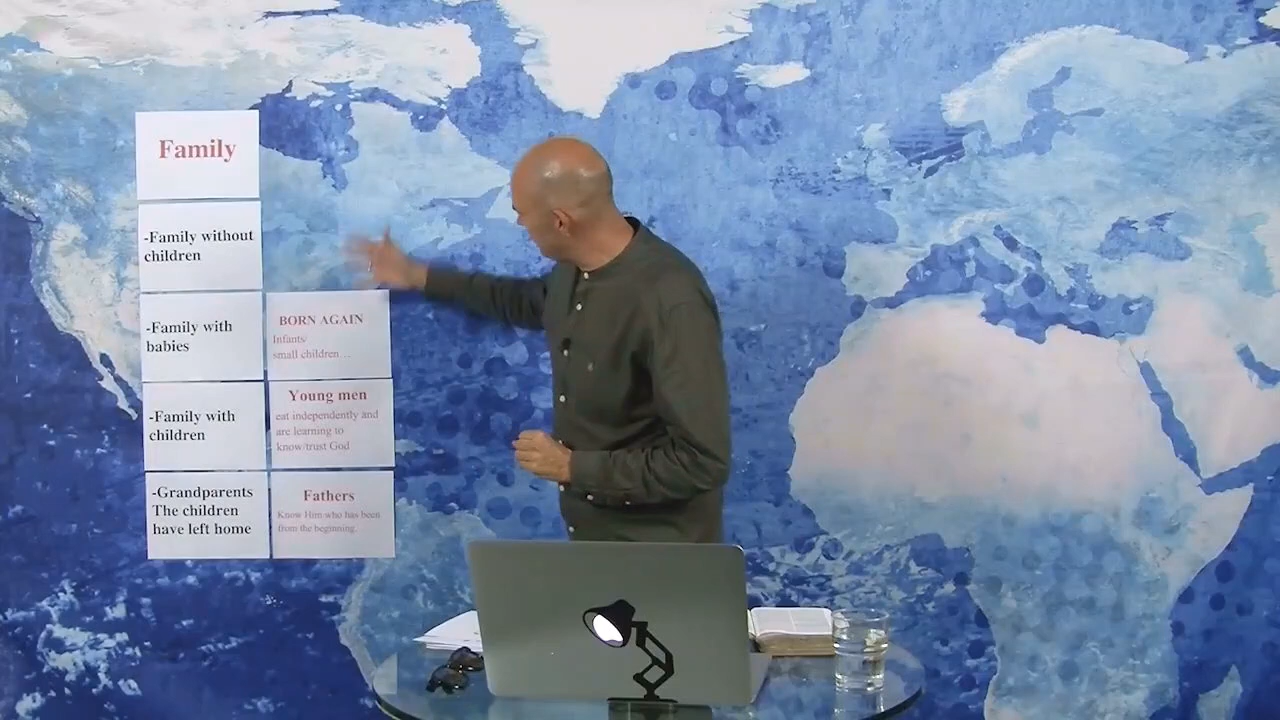 Family
-Family without
children
-Family with
babies
BORN AGAIN
Infants
small children…
-Family with
children
Young men
eat independently and
are learning to
know/trust God
-Grandparents
The children
have left home
Fathers
Know Him who has been
from the beginning.